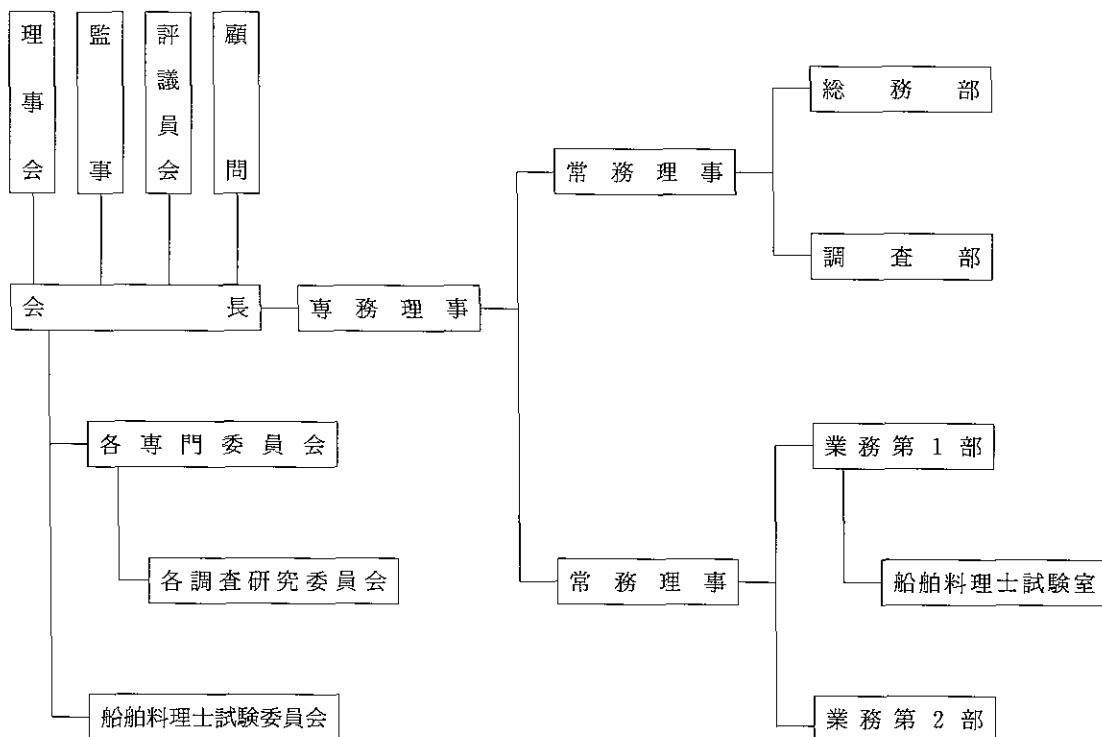 理事会
監事
評議員会
顧問
総務部
常務理事
調査部
会長
専務理事
各専門委員会
業務第1部
各調査研究委員会
常務理事
船舶料理士試験室
船舶料理士試験委員会
業務第2部